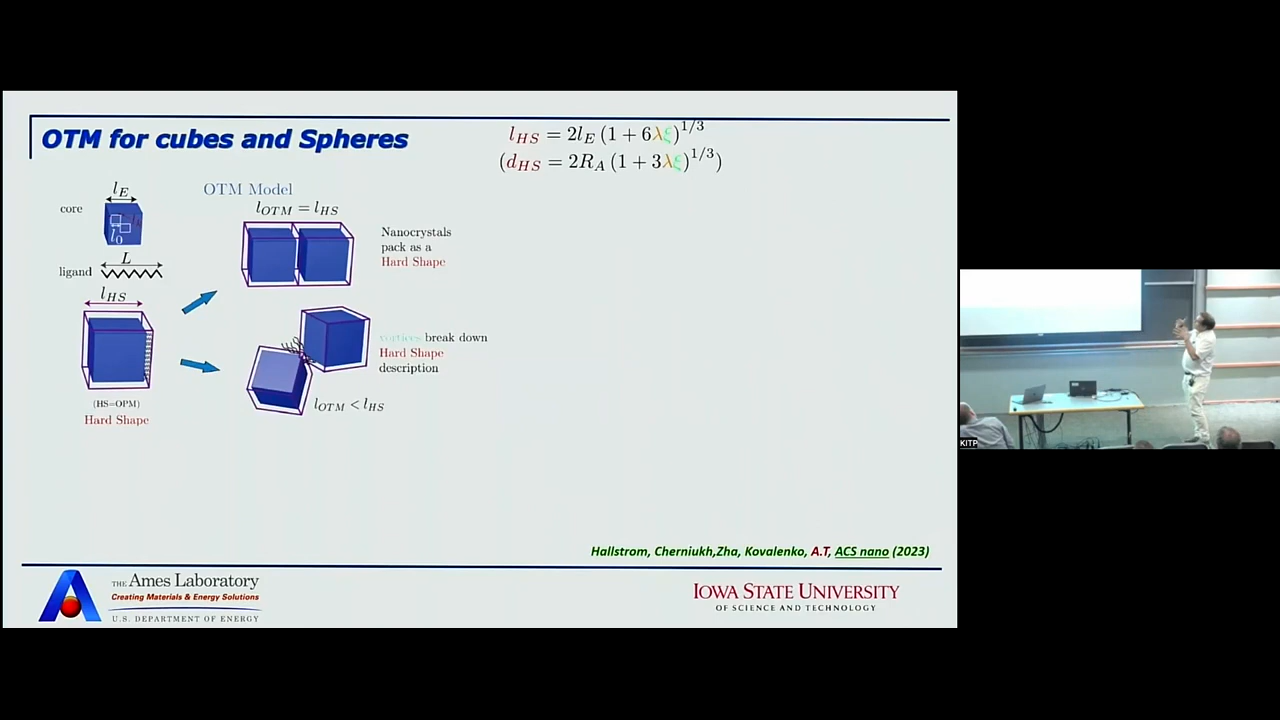 OTM for cubes and Spheres
l_HS = 2l_E (1 + 6λξ)^1/3
(d_HS = 2R_A (1 + 3λξ)^1/3)
l_E
OTM Model
core
l_OTM = l_HS
l_0
Nanocrystals
pack as a
Hard Shape
L
ligand
l_HS
vortices break down
Hard Shape
description
(HS=OPM)
l_OTM < l_HS
Hard Shape
KITP
Hallstrom, Cherniukh,Zha, Kovalenko, A.T, ACS nano (2023)
THE Ames Laboratory
Creating Materials & Energy Solutions
U.S. DEPARTMENT OF ENERGY
IOWA STATE UNIVERSITY
OF SCIENCE AND TECHNOLOGY